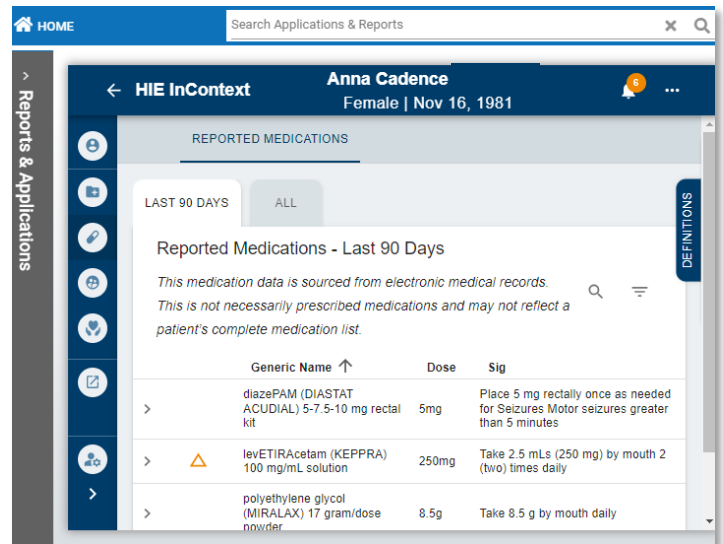 HOME
Search Applications & Reports
> Reports & Applications
HIE InContext
Anna Cadence
Female | Nov 16, 1981
6
REPORTED MEDICATIONS
LAST 90 DAYS
ALL
DEFINITIONS
Reported Medications - Last 90 Days
This medication data is sourced from electronic medical records.
This is not necessarily prescribed medications and may not reflect a
patient's complete medication list.
Generic Name Dose Sig
diazePAM (DIASTAT
ACUDIAL) 5-7.5-10 mg rectal
kit
5mg
Place 5 mg rectally once as needed
for Seizures Motor seizures greater
than 5 minutes
levETIRAcetam (KEPPRA)
100 mg/mL solution
250mg
Take 2.5 mLs (250 mg) by mouth 2
(two) times daily
polyethylene glycol
(MIRALAX) 17 gram/dose
powder
8.5g
Take 8.5 g by mouth daily